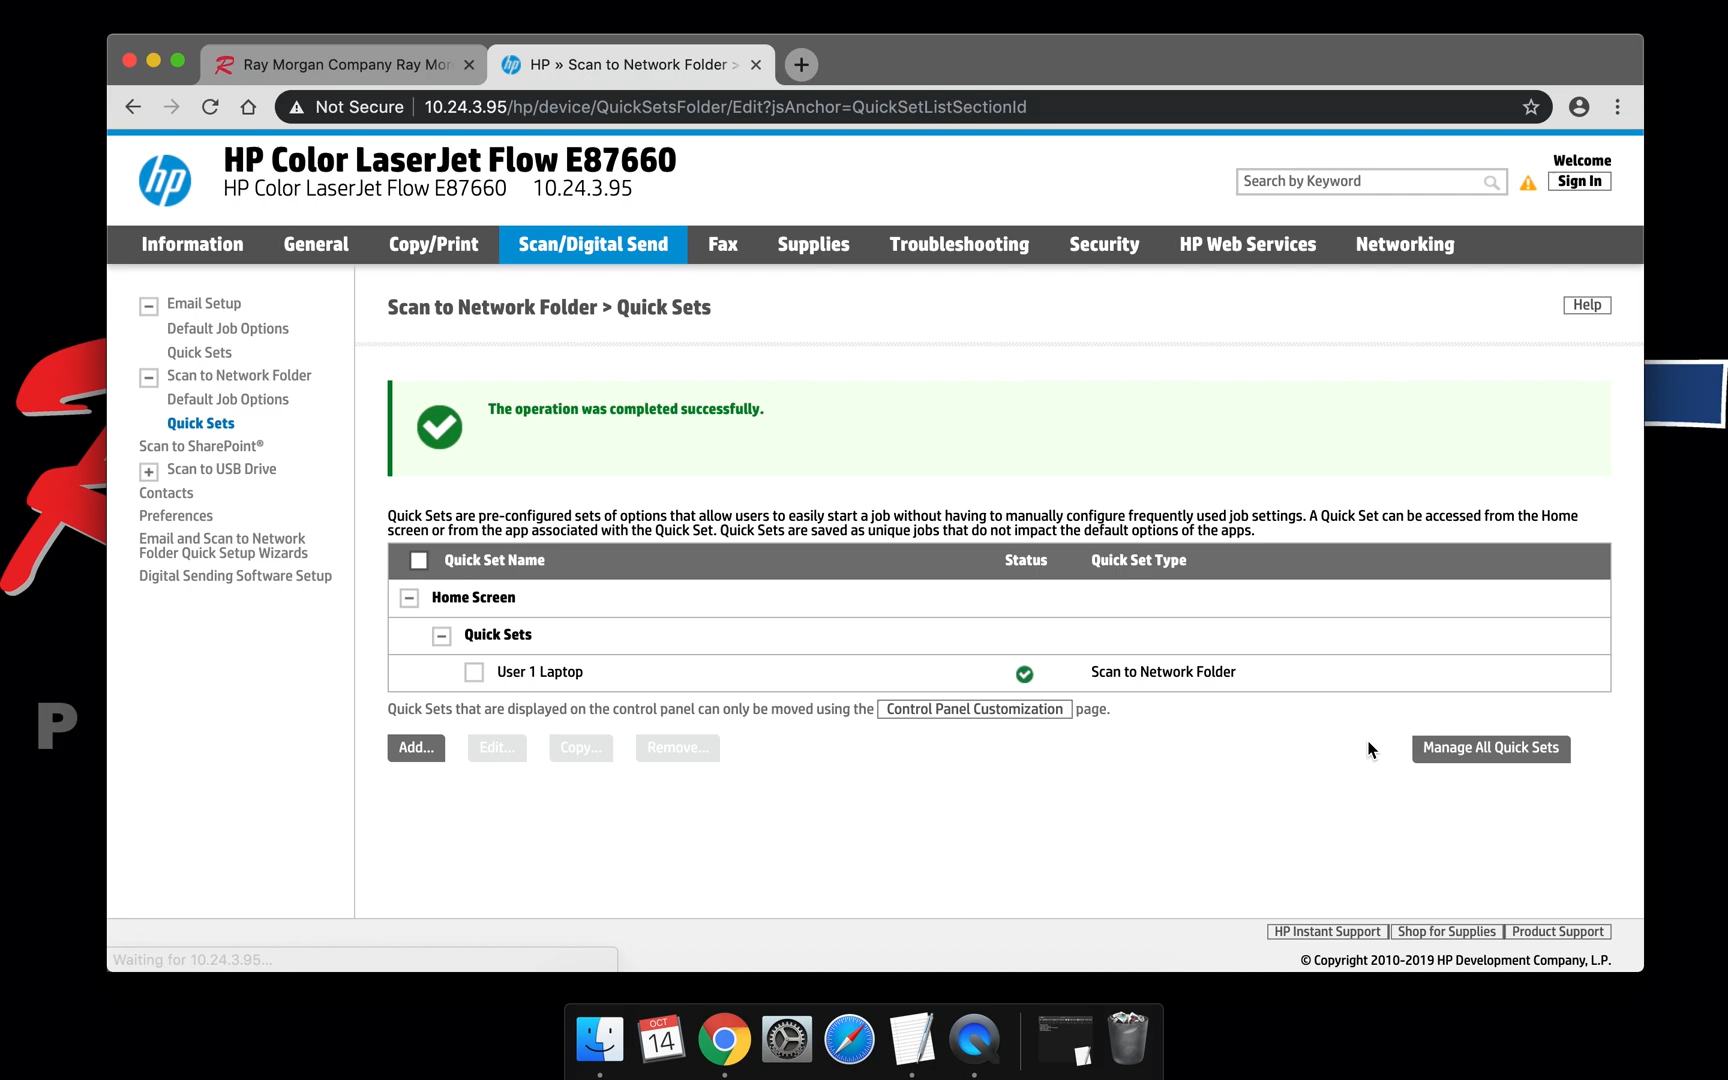 Ray Morgan Company Ray Mor
HP » Scan to Network Folder >
Not Secure 10.24.3.95/hp/device/QuickSetsFolder/Edit?jsAnchor=QuickSetListSectionId
hp
HP Color LaserJet Flow E87660
HP Color LaserJet Flow E87660 10.24.3.95
Search by Keyword
Welcome
Sign In
Information General Copy/Print Scan/Digital Send Fax Supplies Troubleshooting Security HP Web Services Networking
Email Setup
Default Job Options
Quick Sets
Scan to Network Folder
Default Job Options
Quick Sets
Scan to SharePoint®
Scan to USB Drive
Contacts
Preferences
Email and Scan to Network
Folder Quick Setup Wizards
Digital Sending Software Setup
Scan to Network Folder > Quick Sets
Help
The operation was completed successfully.
Quick Sets are pre-configured sets of options that allow users to easily start a job without having to manually configure frequently used job settings. A Quick Set can be accessed from the Home
screen or from the app associated with the Quick Set. Quick Sets are saved as unique jobs that do not impact the default options of the apps.
Quick Set Name Status Quick Set Type
Home Screen
Quick Sets
User 1 Laptop Scan to Network Folder
Quick Sets that are displayed on the control panel can only be moved using the Control Panel Customization page.
Add... Edit... Copy... Remove... Manage All Quick Sets
P
HP Instant Support Shop for Supplies Product Support
Waiting for 10.24.3.95...
© Copyright 2010-2019 HP Development Company, L.P.
OCT
14